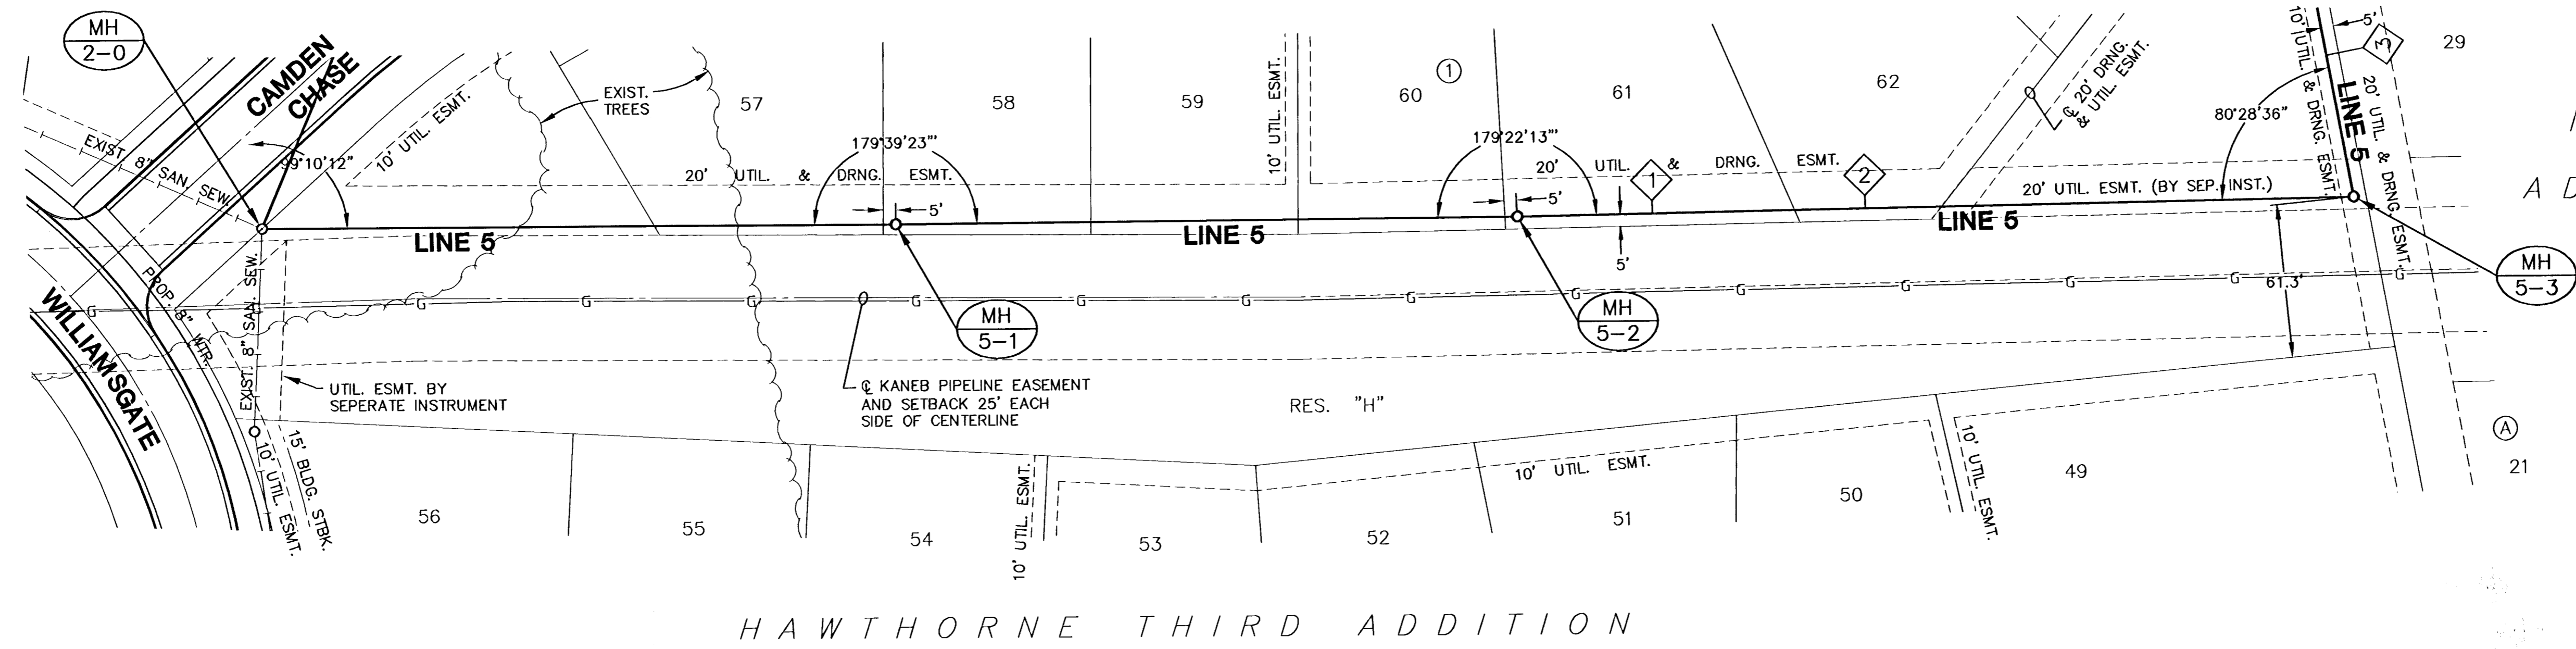 MH
2-0
CAMDEN
CHASE
EXIST. 8" SAN. SEW.
99°10'12"
10' UTIL. ESMT.
EXIST.
TREES
57
58
59
10' UTIL. ESMT.
60
1
61
62
20' UTIL. & DRNG. ESMT.
179°39'23"'
5'
179°22'13"'
5'
20' UTIL. & DRNG. ESMT.
1
2
5'
℄ 20' DRNG.
& UTIL. ESMT.
80°28'36"
20' UTIL. ESMT. (BY SEP. INST.)
10' UTIL. & DRNG. ESMT.
5'
3
29
LINE 5
20' UTIL. & DRNG. ESMT.
A D
LINE 5
LINE 5
LINE 5
MH
5-3
61.3'
G G G G G G G G G G G G G G G
MH
5-1
MH
5-2
WILLIAMSGATE
PROP. 8" WTR.
EXIST. 8" SAN. SEW.
UTIL. ESMT. BY
SEPERATE INSTRUMENT
℄ KANEB PIPELINE EASEMENT
AND SETBACK 25' EACH
SIDE OF CENTERLINE
RES. "H"
A
21
10' UTIL. ESMT.
15' BLDG. STBK.
56
55
54
10' UTIL. ESMT.
53
52
10' UTIL. ESMT.
51
50
10' UTIL. ESMT.
49
HAWTHORNE THIRD ADDITION